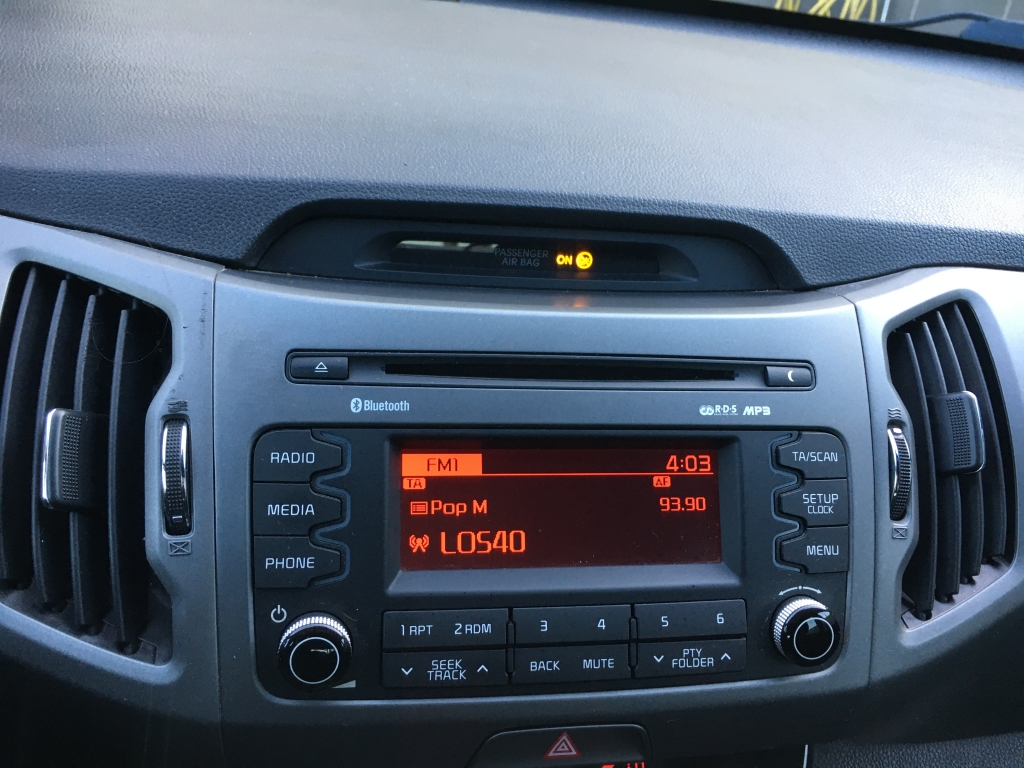 PASSENGER
AIR BAG ON
Bluetooth
R·D·S MP3
RADIO
MEDIA
PHONE
FM1 4:03
TA AF
Pop M 93.90
LOS40
TA/SCAN
SETUP
CLOCK
MENU
1 RPT 2 RDM 3 4 5 6
SEEK
TRACK
BACK MUTE
PTY
FOLDER